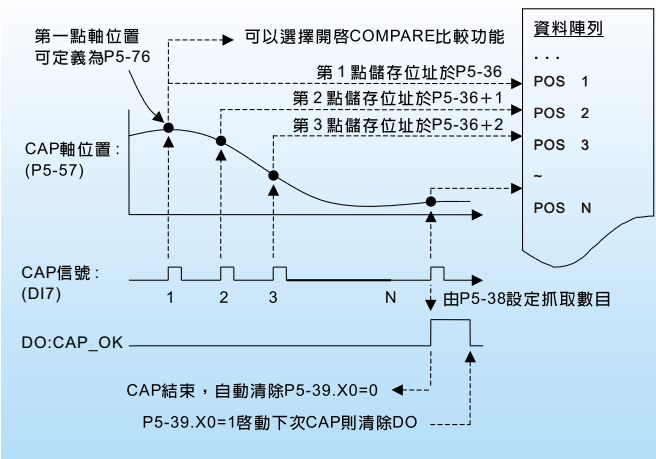 第一點軸位置
可定義為P5-76
可以選擇開啓COMPARE比較功能
第1點儲存位址於P5-36
第2點儲存位址於P5-36+1
第3點儲存位址於P5-36+2
資料陣列
...
POS 1
POS 2
POS 3
~
POS N
CAP軸位置:
(P5-57)
CAP信號:
(DI7)
1 2 3 N
由P5-38設定抓取數目
DO:CAP_OK
CAP結束，自動清除P5-39.X0=0
P5-39.X0=1啓動下次CAP則清除DO